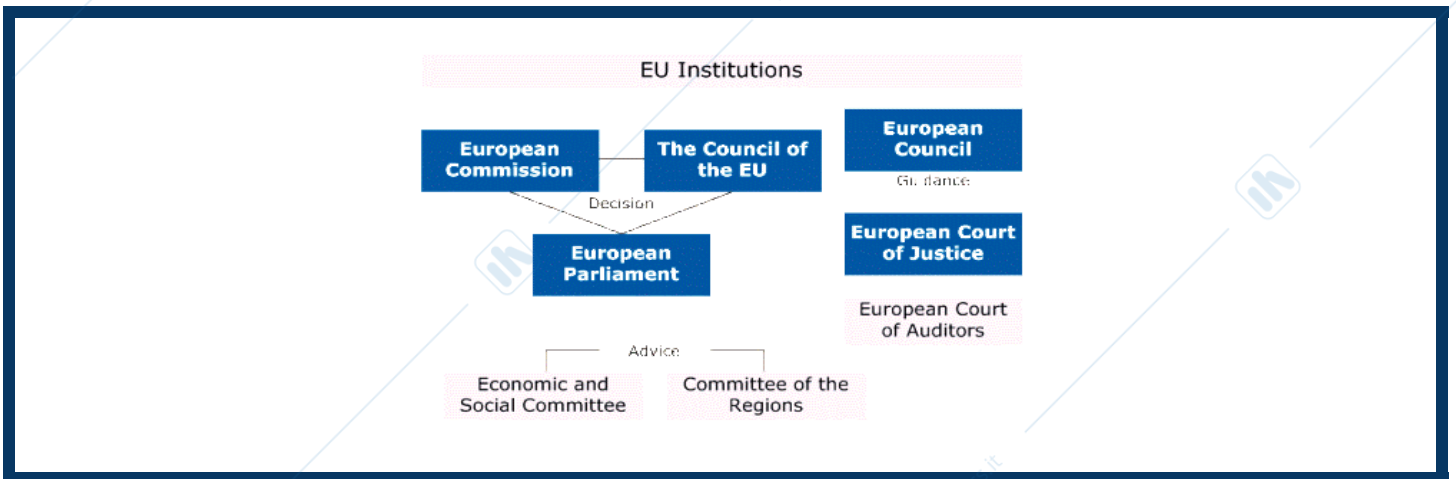 EU Institutions
European
Commission
The Council of
the EU
European
Council
Guidance
Decision
European
Parliament
European Court
of Justice
European Court
of Auditors
Advice
Economic and
Social Committee
Committee of the
Regions